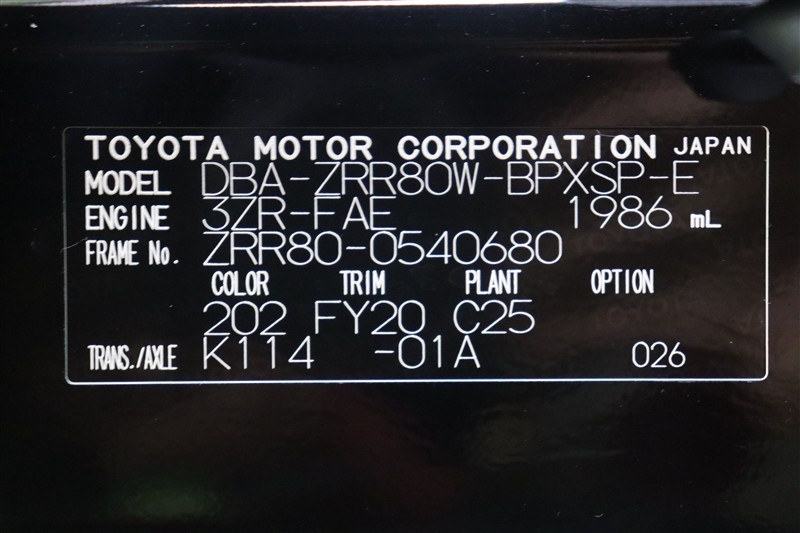 TOYOTA MOTOR CORPORATION JAPAN
MODEL DBA-ZRR80W-BPXSP-E
ENGINE 3ZR-FAE 1986 mL
FRAME No. ZRR80-0540680
COLOR TRIM PLANT OPTION
202 FY20 C25
TRANS./AXLE K114 -01A 026